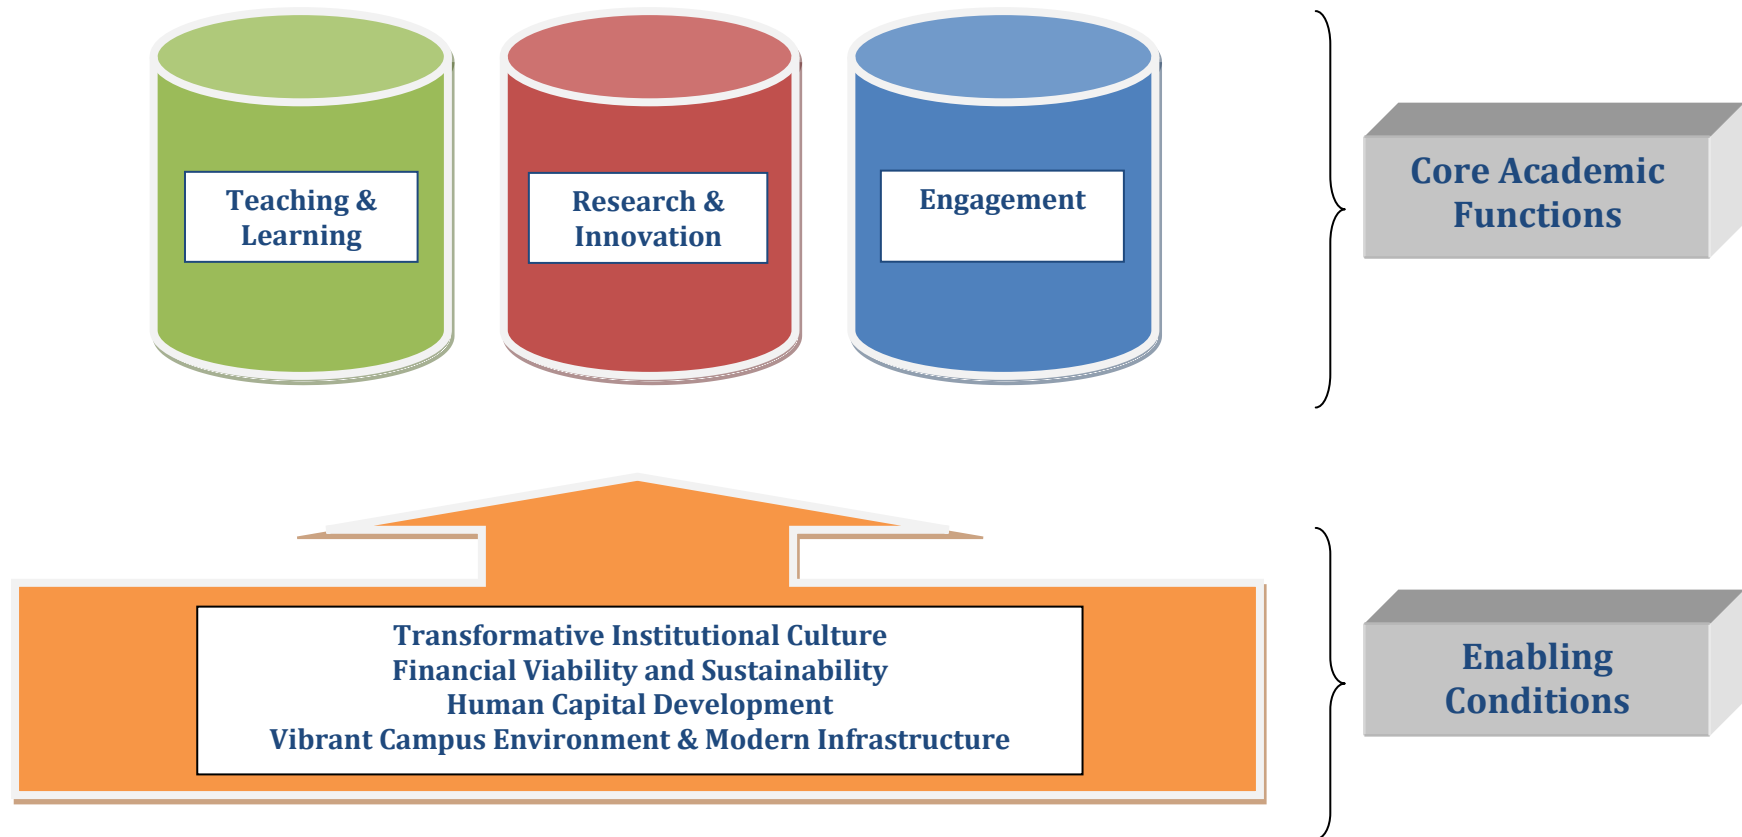 Teaching &
Learning
Research &
Innovation
Engagement
Core Academic
Functions
Transformative Institutional Culture
Financial Viability and Sustainability
Human Capital Development
Vibrant Campus Environment & Modern Infrastructure
Enabling
Conditions